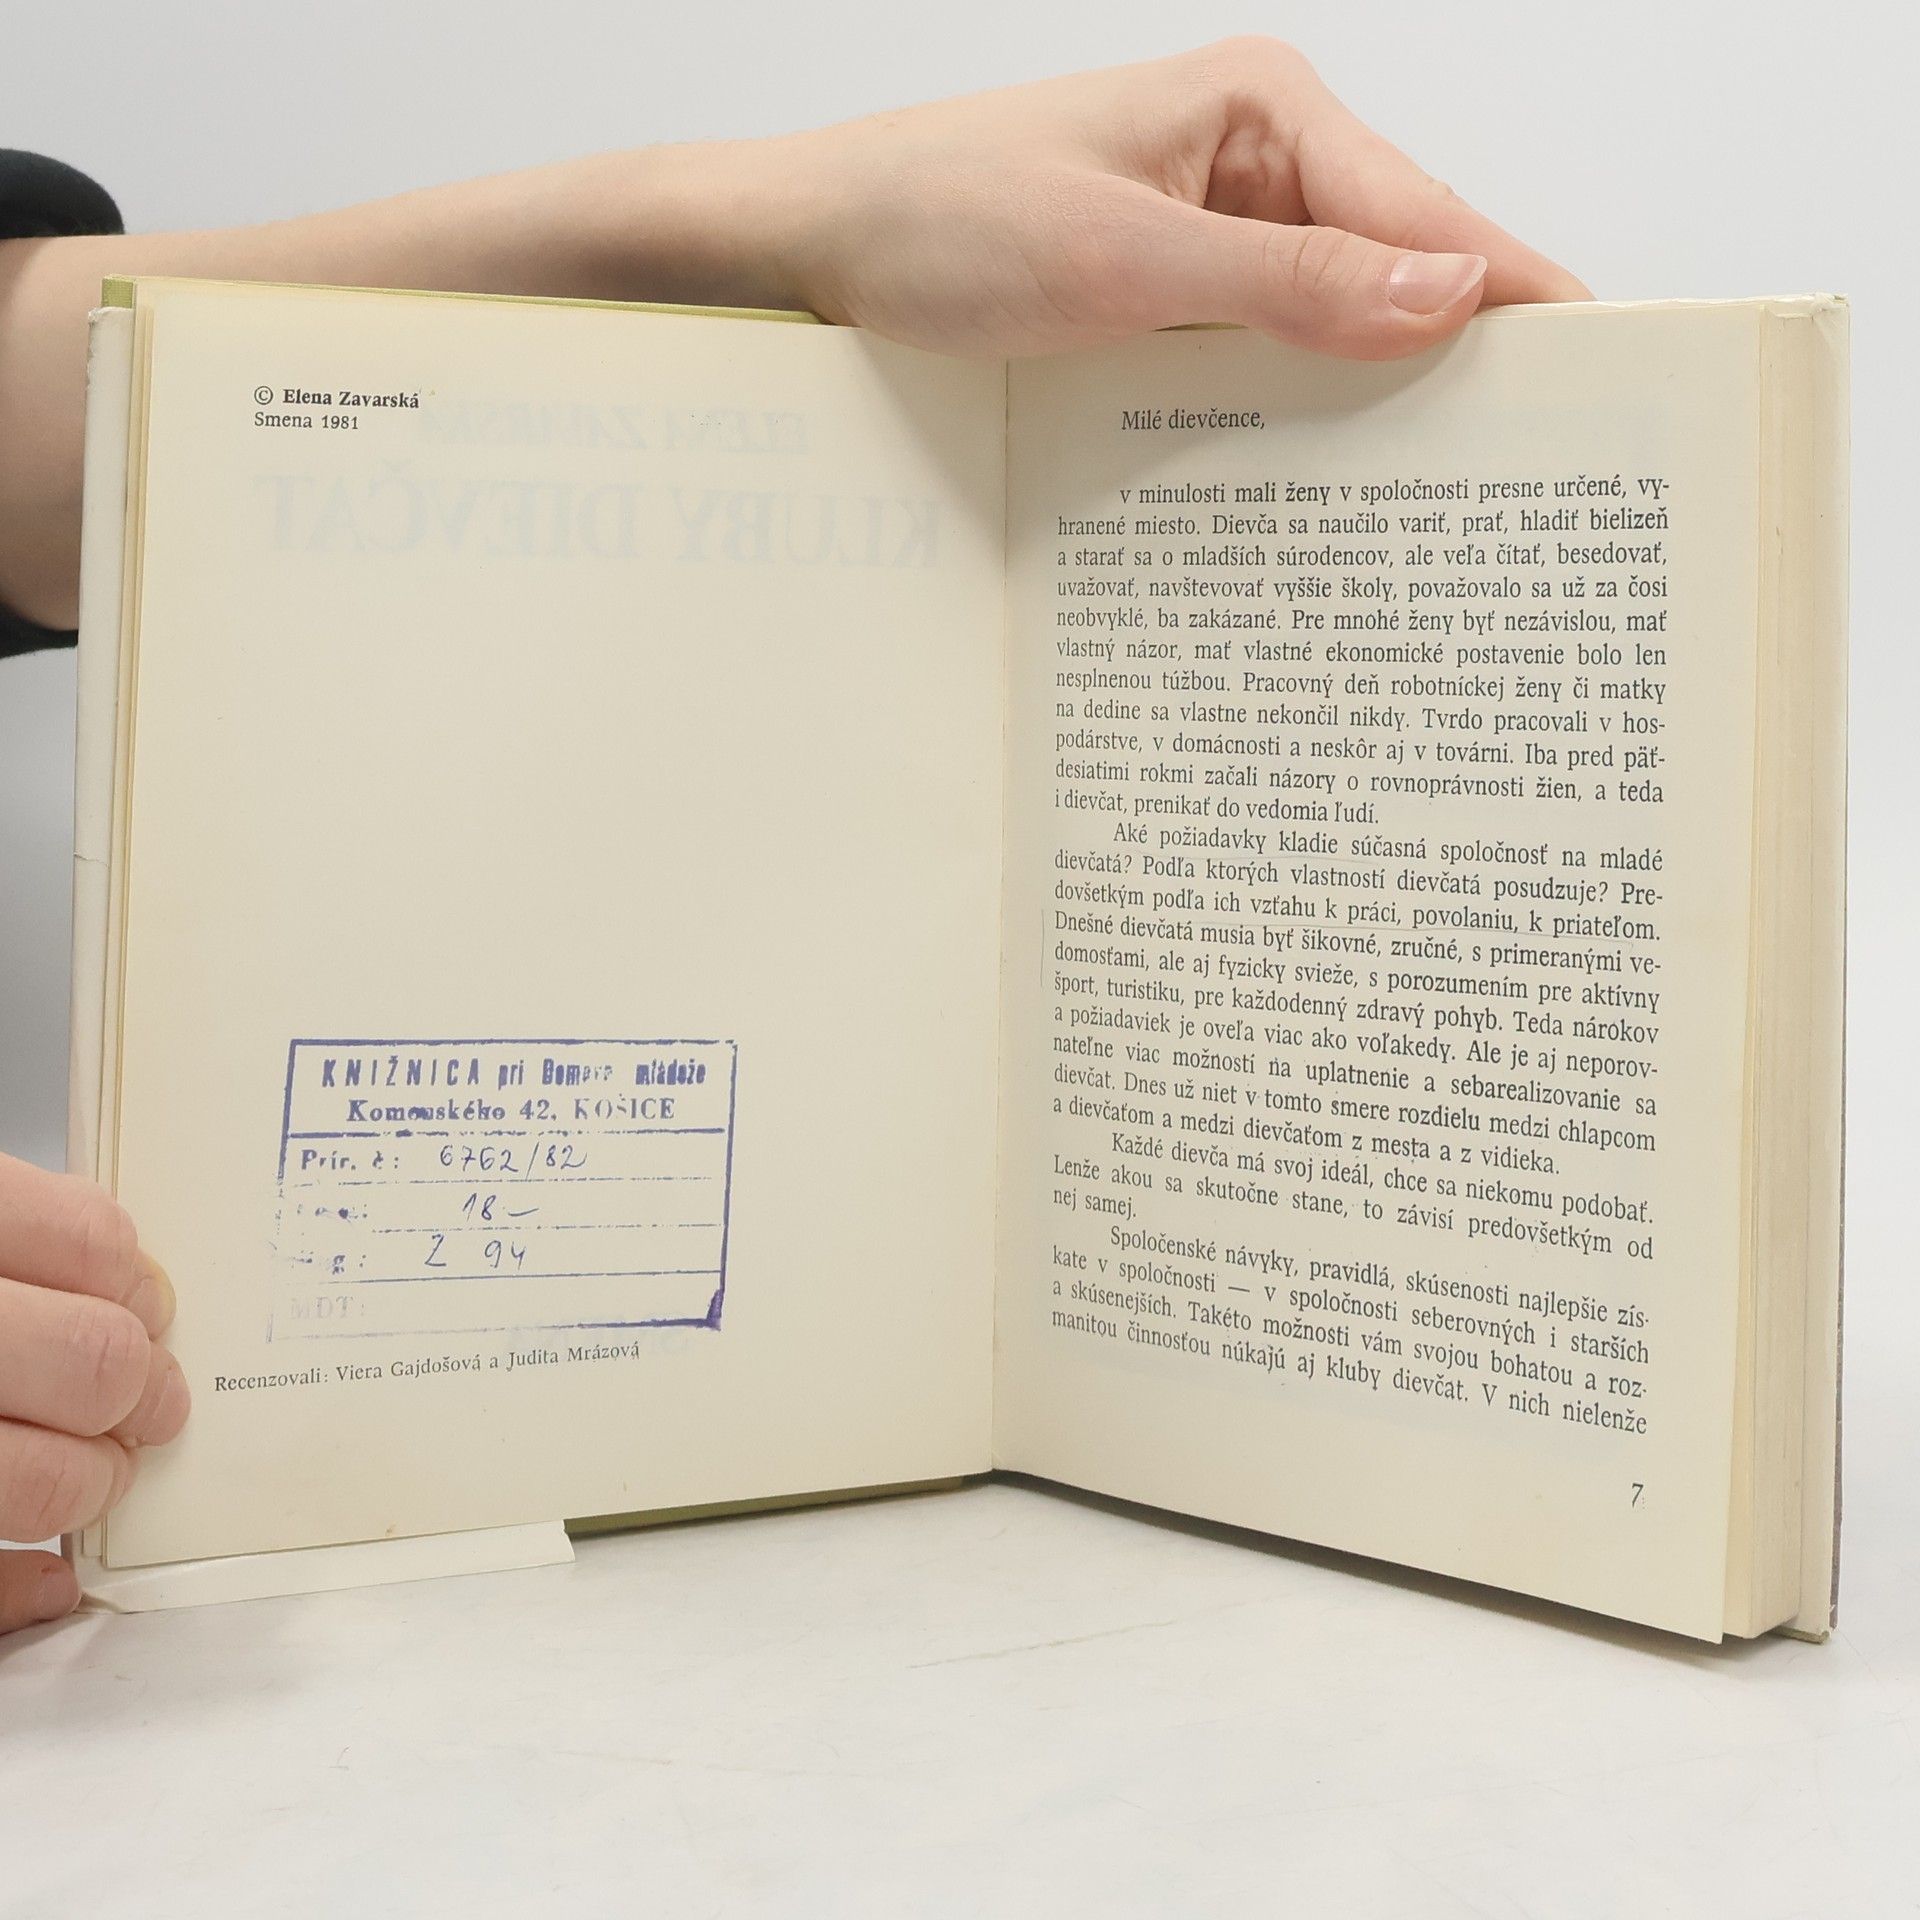 © Elena Zavarská
Smena 1981
KNIŽNICA pri Domove mládeže
Komenského 42, KOŠICE
Prír. č: 6762/82
18-
g: Z 94
MDT:
Recenzovali: Viera Gajdošová a Judita Mrázová
Milé dievčence,
v minulosti mali ženy v spoločnosti presne určené, vy-
hranené miesto. Dievča sa naučilo variť, prať, hladiť bielizeň
a starať sa o mladších súrodencov, ale veľa čítať, besedovať,
uvažovať, navštevovať vyššie školy, považovalo sa už za čosi
neobvyklé, ba zakázané. Pre mnohé ženy byť nezávislou, mať
vlastný názor, mať vlastné ekonomické postavenie bolo len
nesplnenou túžbou. Pracovný deň robotníckej ženy či matky
na dedine sa vlastne nekončil nikdy. Tvrdo pracovali v hos-
podárstve, v domácnosti a neskôr aj v továrni. Iba pred päť-
desiatimi rokmi začali názory o rovnoprávnosti žien, a teda
i dievčat, prenikať do vedomia ľudí.
Aké požiadavky kladie súčasná spoločnosť na mladé
dievčatá? Podľa ktorých vlastností dievčatá posudzuje? Pre-
dovšetkým podľa ich vzťahu k práci, povolaniu, k priateľom.
Dnešné dievčatá musia byť šikovné, zručné, s primeranými ve-
domosťami, ale aj fyzicky svieže, s porozumením pre aktívny
šport, turistiku, pre každodenný zdravý pohyb. Teda nárokov
a požiadaviek je oveľa viac ako voľakedy. Ale je aj neporov-
nateľne viac možností na uplatnenie a sebarealizovanie sa
dievčat. Dnes už niet v tomto smere rozdielu medzi chlapcom
a dievčaťom a medzi dievčaťom z mesta a z vidieka.
Každé dievča má svoj ideál, chce sa niekomu podobať.
Lenže akou sa skutočne stane, to závisí predovšetkým od
nej samej.
Spoločenské návyky, pravidlá, skúsenosti najlepšie zís-
kate v spoločnosti — v spoločnosti seberovných i starších
a skúsenejších. Takéto možnosti vám svojou bohatou a roz-
manitou činnosťou núkajú aj kluby dievčat. V nich nielenže
7